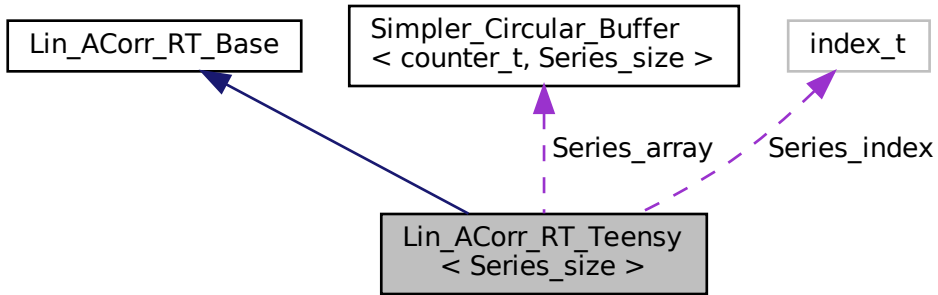 Lin_ACorr_RT_Base
Simpler_Circular_Buffer
< counter_t, Series_size >
index_t
Series_array
Series_index
Lin_ACorr_RT_Teensy
< Series_size >